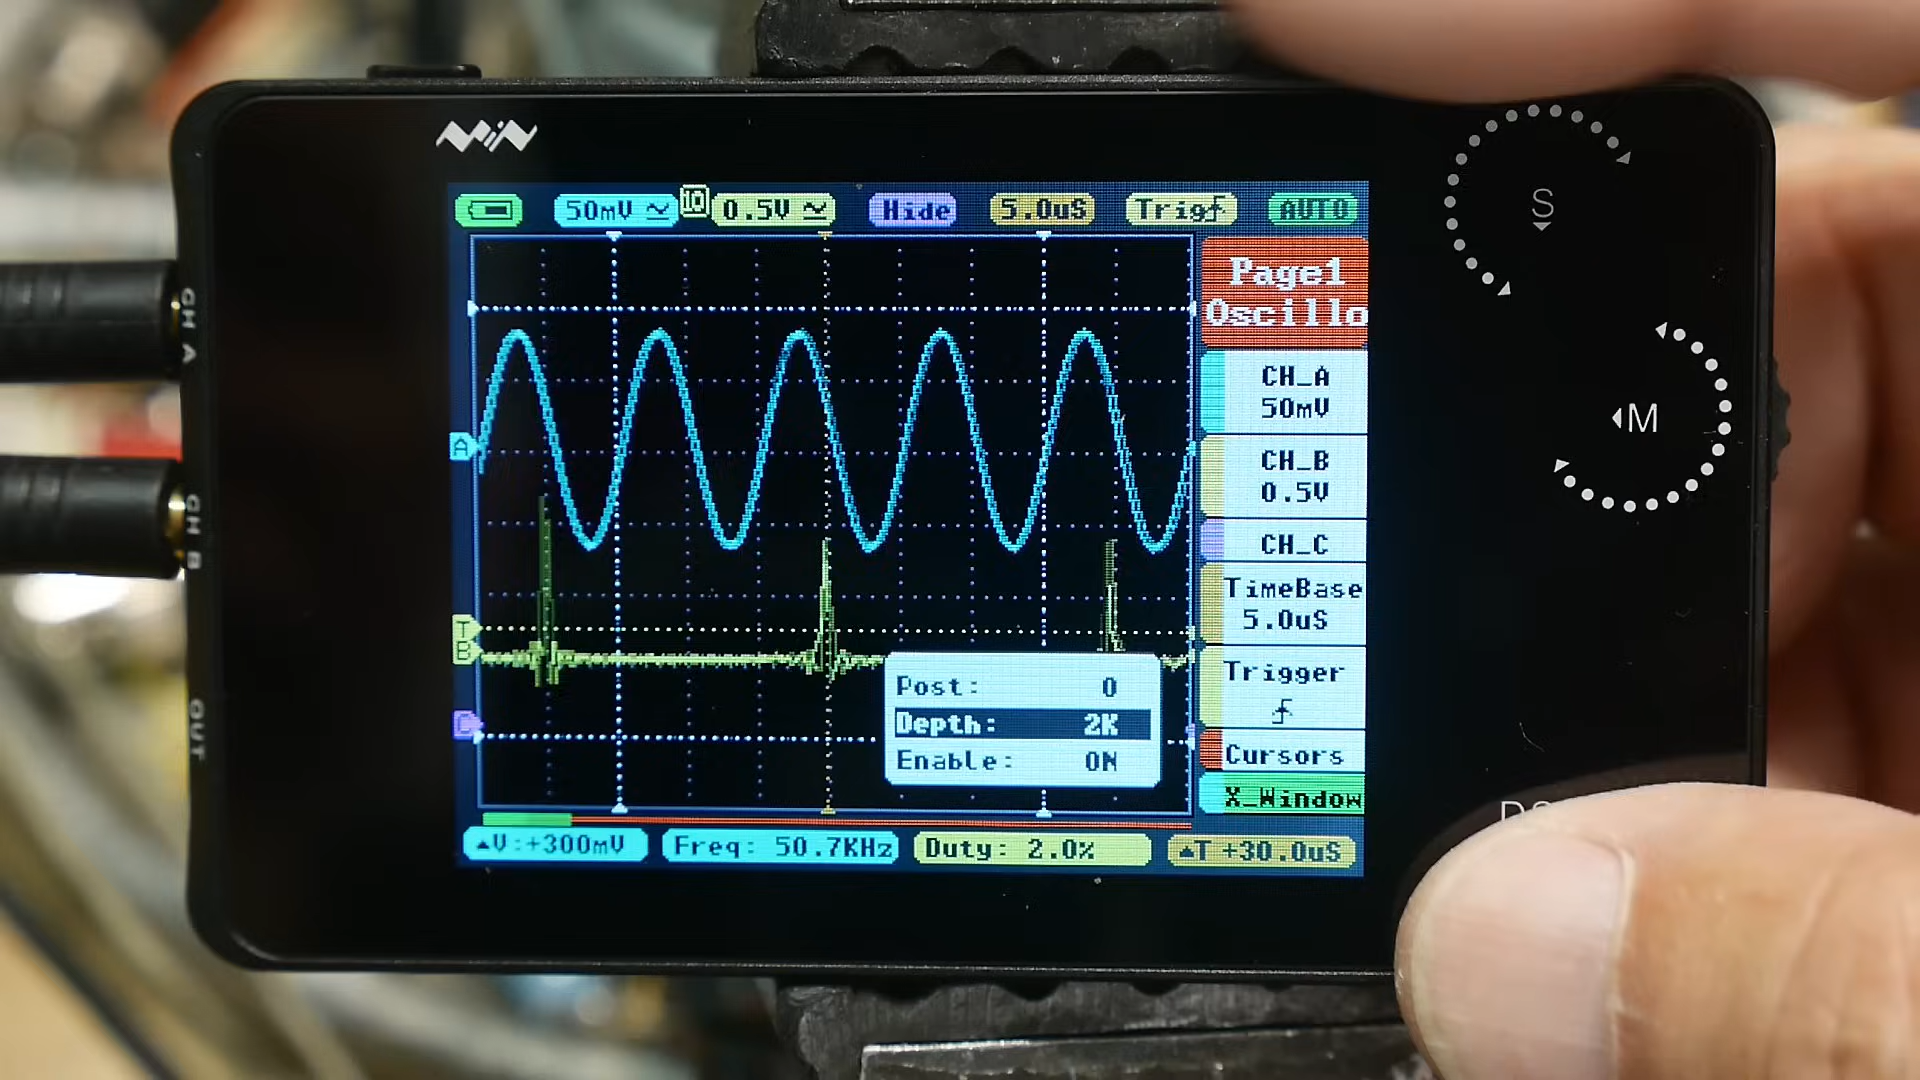 MiNi
50mV 10 0.5V Hide 5.0uS Trig AUTO
S
Page1
Oscillo
CH_A
50mV
CH_B
0.5V
CH_C
TimeBase
5.0uS
Trigger
Cursors
X_Window
M
A
T
B
C
Post: 0
Depth: 2K
Enable: ON
▲V:+300mV Freq: 50.7KHz Duty: 2.0% ▲T +30.0uS
CH A
CH B
OUT